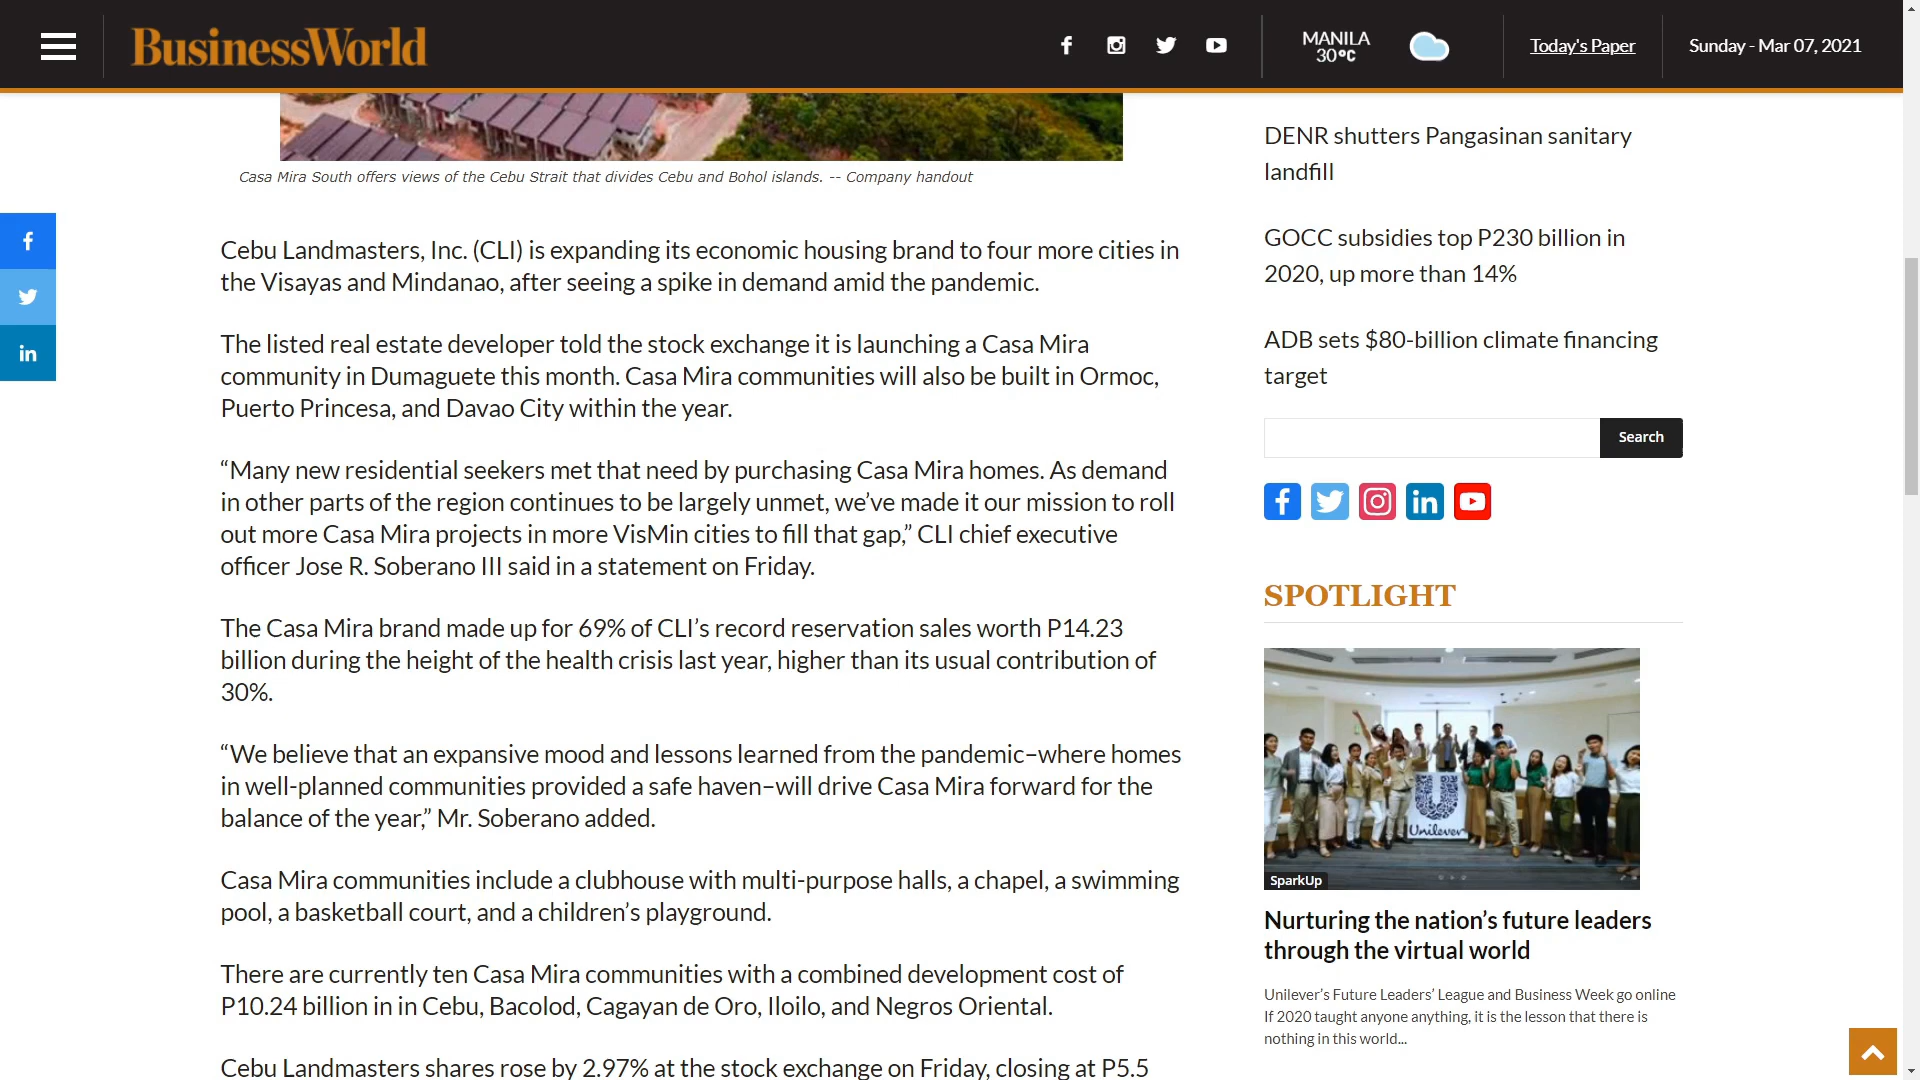 BusinessWorld
MANILA
30°C
Today's Paper
Sunday - Mar 07, 2021
Casa Mira South offers views of the Cebu Strait that divides Cebu and Bohol islands. -- Company handout
Cebu Landmasters, Inc. (CLI) is expanding its economic housing brand to four more cities in
the Visayas and Mindanao, after seeing a spike in demand amid the pandemic.
The listed real estate developer told the stock exchange it is launching a Casa Mira
community in Dumaguete this month. Casa Mira communities will also be built in Ormoc,
Puerto Princesa, and Davao City within the year.
“Many new residential seekers met that need by purchasing Casa Mira homes. As demand
in other parts of the region continues to be largely unmet, we’ve made it our mission to roll
out more Casa Mira projects in more VisMin cities to fill that gap,” CLI chief executive
officer Jose R. Soberano III said in a statement on Friday.
The Casa Mira brand made up for 69% of CLI’s record reservation sales worth P14.23
billion during the height of the health crisis last year, higher than its usual contribution of
30%.
“We believe that an expansive mood and lessons learned from the pandemic–where homes
in well-planned communities provided a safe haven–will drive Casa Mira forward for the
balance of the year,” Mr. Soberano added.
Casa Mira communities include a clubhouse with multi-purpose halls, a chapel, a swimming
pool, a basketball court, and a children’s playground.
There are currently ten Casa Mira communities with a combined development cost of
P10.24 billion in in Cebu, Bacolod, Cagayan de Oro, Iloilo, and Negros Oriental.
Cebu Landmasters shares rose by 2.97% at the stock exchange on Friday, closing at P5.5
DENR shutters Pangasinan sanitary
landfill
GOCC subsidies top P230 billion in
2020, up more than 14%
ADB sets $80-billion climate financing
target
Search
SPOTLIGHT
Unilever
SparkUp
Nurturing the nation’s future leaders
through the virtual world
Unilever’s Future Leaders’ League and Business Week go online
If 2020 taught anyone anything, it is the lesson that there is
nothing in this world...